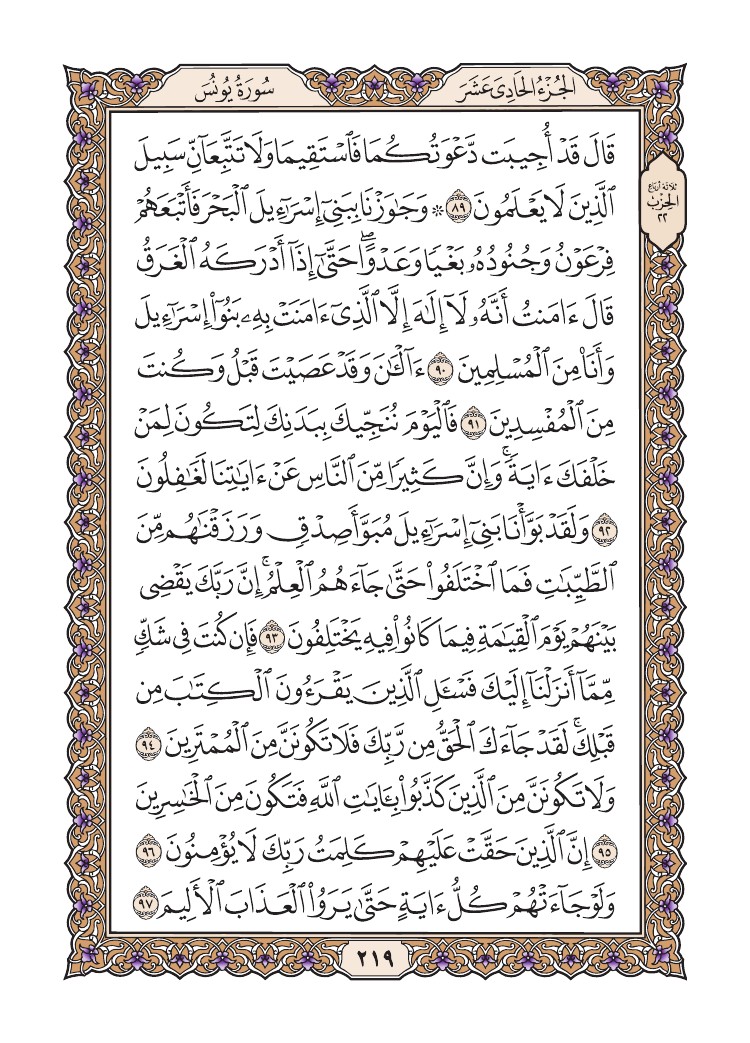 الجُزْءُ الحَادِى عَشَرَ
سُورَةُ يُونُسَ
ثلاثة أرباع
الحزب
٢٢
قَالَ قَدْ أُجِيبَت دَّعْوَتُكُمَا فَٱسْتَقِيمَا وَلَا تَتَّبِعَآنِّ سَبِيلَ
ٱلَّذِينَ لَا يَعْلَمُونَ ٨٩ ۞ وَجَٰوَزْنَا بِبَنِىٓ إِسْرَٰٓءِيلَ ٱلْبَحْرَ فَأَتْبَعَهُمْ
فِرْعَوْنُ وَجُنُودُهُۥ بَغْيًا وَعَدْوًا ۖ حَتَّىٰٓ إِذَآ أَدْرَكَهُ ٱلْغَرَقُ
قَالَ ءَامَنتُ أَنَّهُۥ لَآ إِلَٰهَ إِلَّا ٱلَّذِىٓ ءَامَنَتْ بِهِۦ بَنُوٓا۟ إِسْرَٰٓءِيلَ
وَأَنَا۠ مِنَ ٱلْمُسْلِمِينَ ٩٠ ءَآلْـَٰٔنَ وَقَدْ عَصَيْتَ قَبْلُ وَكُنتَ
مِنَ ٱلْمُفْسِدِينَ ٩١ فَٱلْيَوْمَ نُنَجِّيكَ بِبَدَنِكَ لِتَكُونَ لِمَنْ
خَلْفَكَ ءَايَةً ۚ وَإِنَّ كَثِيرًا مِّنَ ٱلنَّاسِ عَنْ ءَايَٰتِنَا لَغَٰفِلُونَ
٩٢ وَلَقَدْ بَوَّأْنَا بَنِىٓ إِسْرَٰٓءِيلَ مُبَوَّأَ صِدْقٍ وَرَزَقْنَٰهُم مِّنَ
ٱلطَّيِّبَٰتِ فَمَا ٱخْتَلَفُوا۟ حَتَّىٰ جَآءَهُمُ ٱلْعِلْمُ ۚ إِنَّ رَبَّكَ يَقْضِى
بَيْنَهُمْ يَوْمَ ٱلْقِيَٰمَةِ فِيمَا كَانُوا۟ فِيهِ يَخْتَلِفُونَ ٩٣ فَإِن كُنتَ فِى شَكٍّ
مِّمَّآ أَنزَلْنَآ إِلَيْكَ فَسْـَٔلِ ٱلَّذِينَ يَقْرَءُونَ ٱلْكِتَٰبَ مِن
قَبْلِكَ ۚ لَقَدْ جَآءَكَ ٱلْحَقُّ مِن رَّبِّكَ فَلَا تَكُونَنَّ مِنَ ٱلْمُمْتَرِينَ ٩٤
وَلَا تَكُونَنَّ مِنَ ٱلَّذِينَ كَذَّبُوا۟ بِـَٔايَٰتِ ٱللَّهِ فَتَكُونَ مِنَ ٱلْخَٰسِرِينَ
٩٥ إِنَّ ٱلَّذِينَ حَقَّتْ عَلَيْهِمْ كَلِمَتُ رَبِّكَ لَا يُؤْمِنُونَ ٩٦
وَلَوْ جَآءَتْهُمْ كُلُّ ءَايَةٍ حَتَّىٰ يَرَوُا۟ ٱلْعَذَابَ ٱلْأَلِيمَ ٩٧
٢١٩